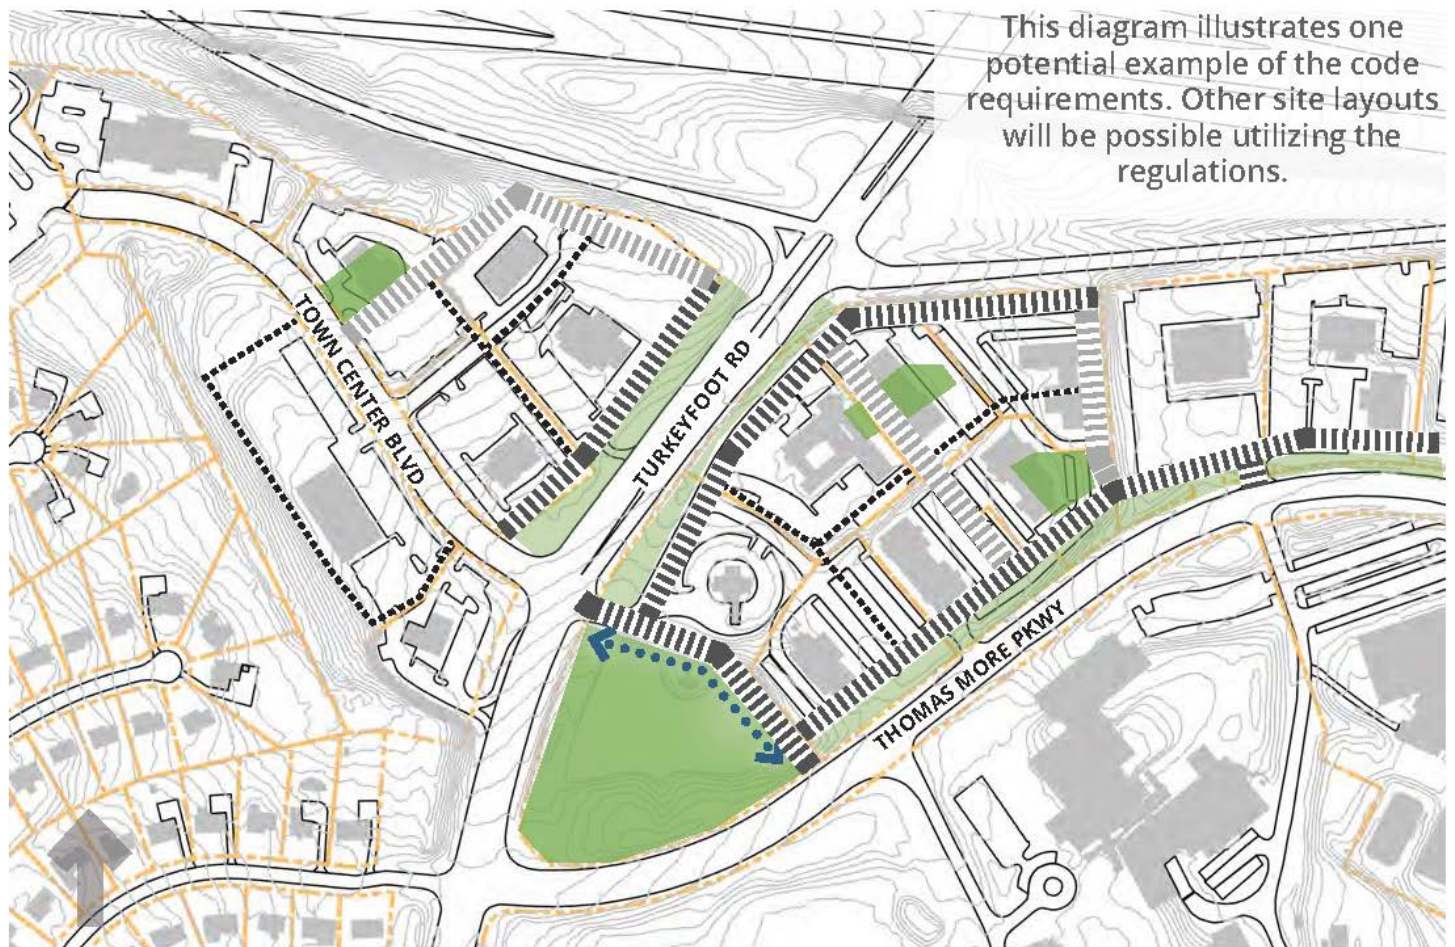 This diagram illustrates one
potential example of the code
requirements. Other site layouts
will be possible utilizing the
regulations.
TOWN CENTER BLVD
TURKEYFOOT RD
THOMAS MORE PKWY